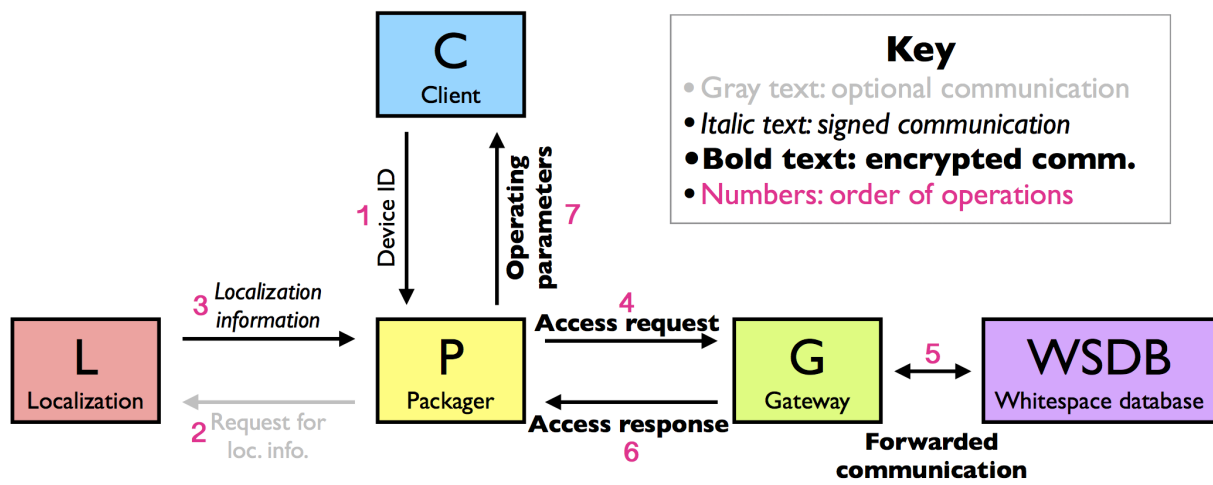 C
Client
Key
•Gray text: optional communication
•Italic text: signed communication
•Bold text: encrypted comm.
•Numbers: order of operations
1
Device ID
Operating
parameters
7
3
Localization
information
4
Access request
5
L
Localization
P
Packager
G
Gateway
WSDB
Whitespace database
2
Request for
loc. info.
Access response
6
Forwarded
communication